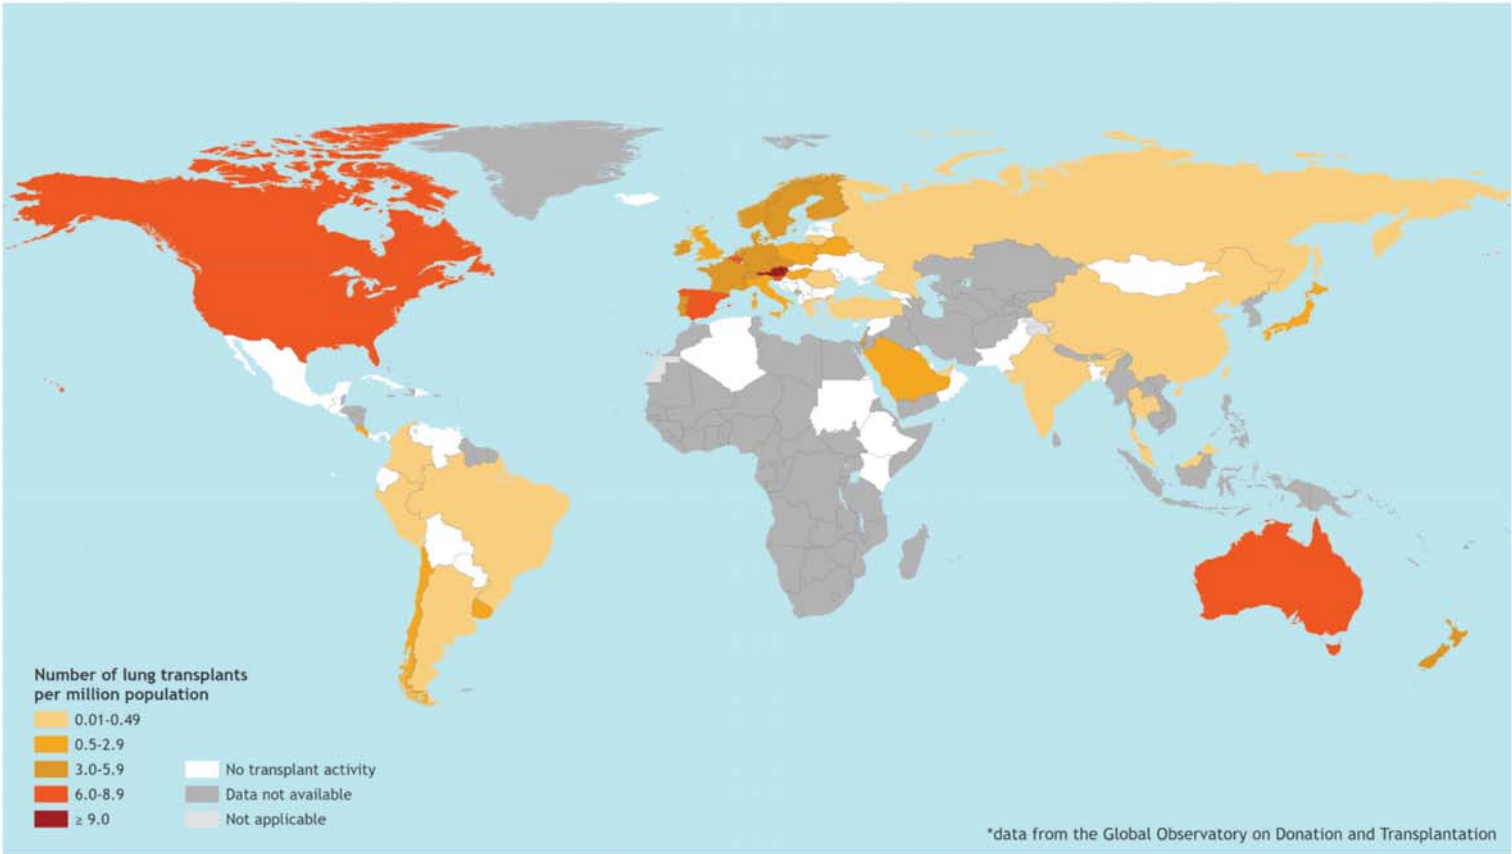 Number of lung transplants
per million population
0.01-0.49
0.5-2.9
3.0-5.9
6.0-8.9
≥ 9.0
No transplant activity
Data not available
Not applicable
*data from the Global Observatory on Donation and Transplantation